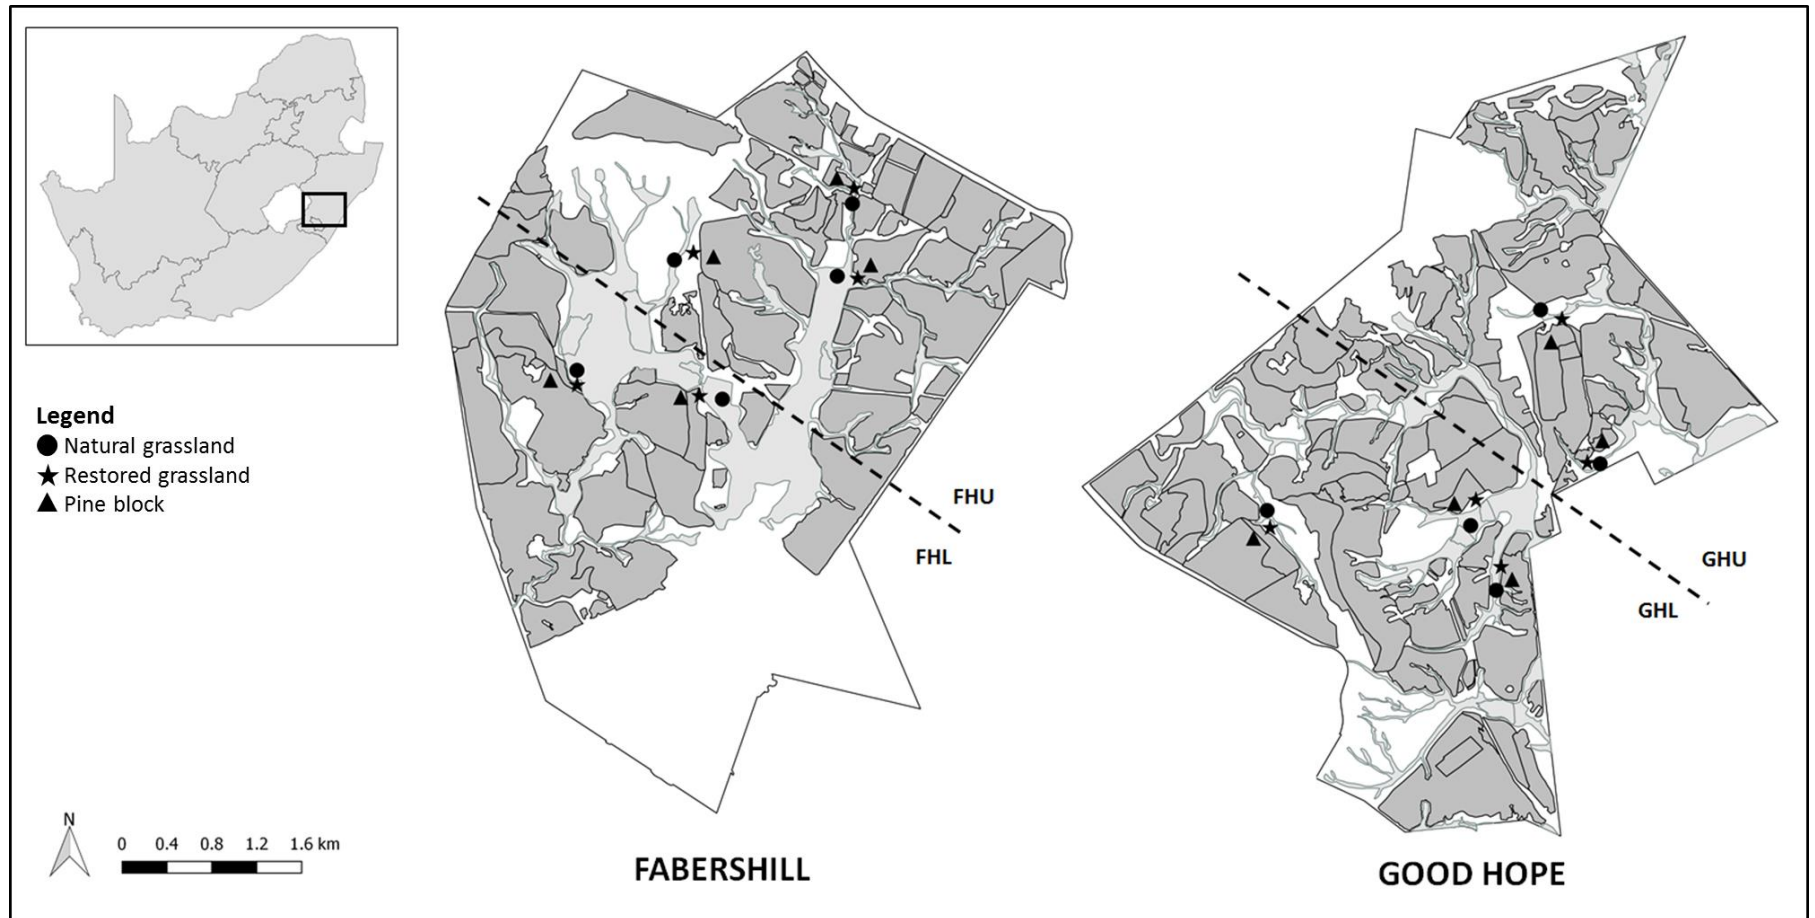 Legend
Natural grassland
Restored grassland
Pine block
N
0 0.4 0.8 1.2 1.6 km
FHU
FHL
FABERSHILL
GHU
GHL
GOOD HOPE